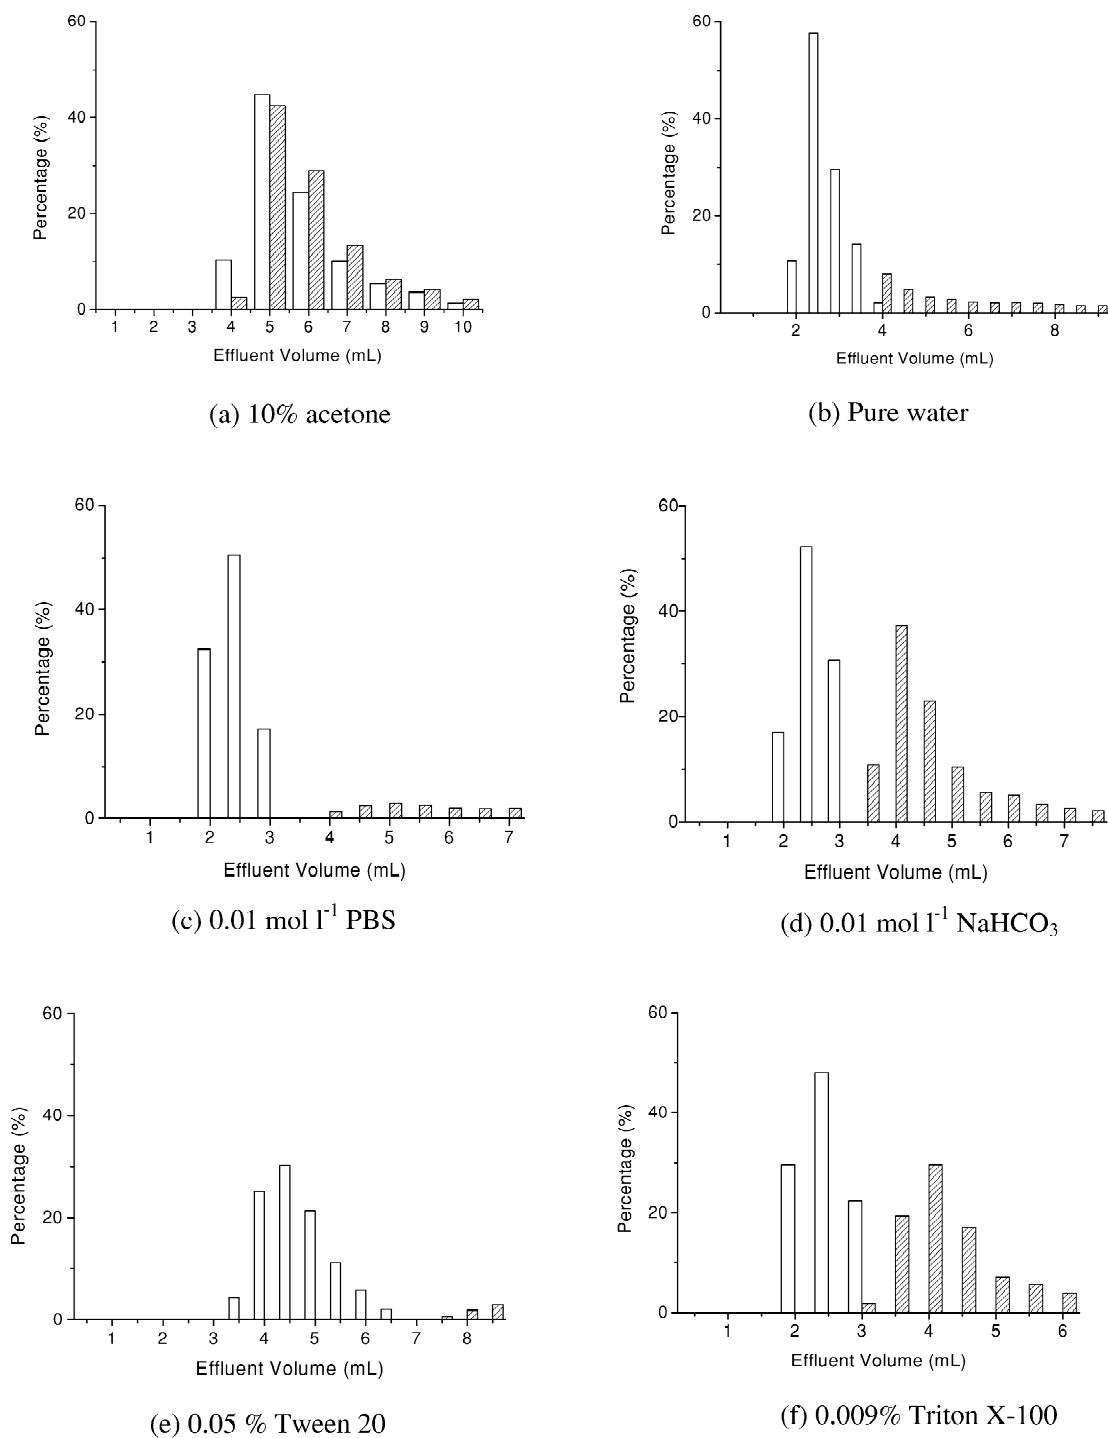 60
40
20
0
Percentage (%)
1 2 3 4 5 6 7 8 9 10
Effluent Volume (mL)
(a) 10% acetone
60
40
20
0
Percentage (%)
2 4 6 8
Effluent Volume (mL)
(b) Pure water
60
40
20
0
Percentage (%)
1 2 3 4 5 6 7
Effluent Volume (mL)
(c) 0.01 mol l⁻¹ PBS
60
40
20
0
Percentage (%)
1 2 3 4 5 6 7
Effluent Volume (mL)
(d) 0.01 mol l⁻¹ NaHCO₃
60
40
20
0
Percentage (%)
1 2 3 4 5 6 7 8
Effluent Volume (mL)
(e) 0.05 % Tween 20
60
40
20
0
Percentage (%)
1 2 3 4 5 6
Effluent Volume (mL)
(f) 0.009% Triton X-100